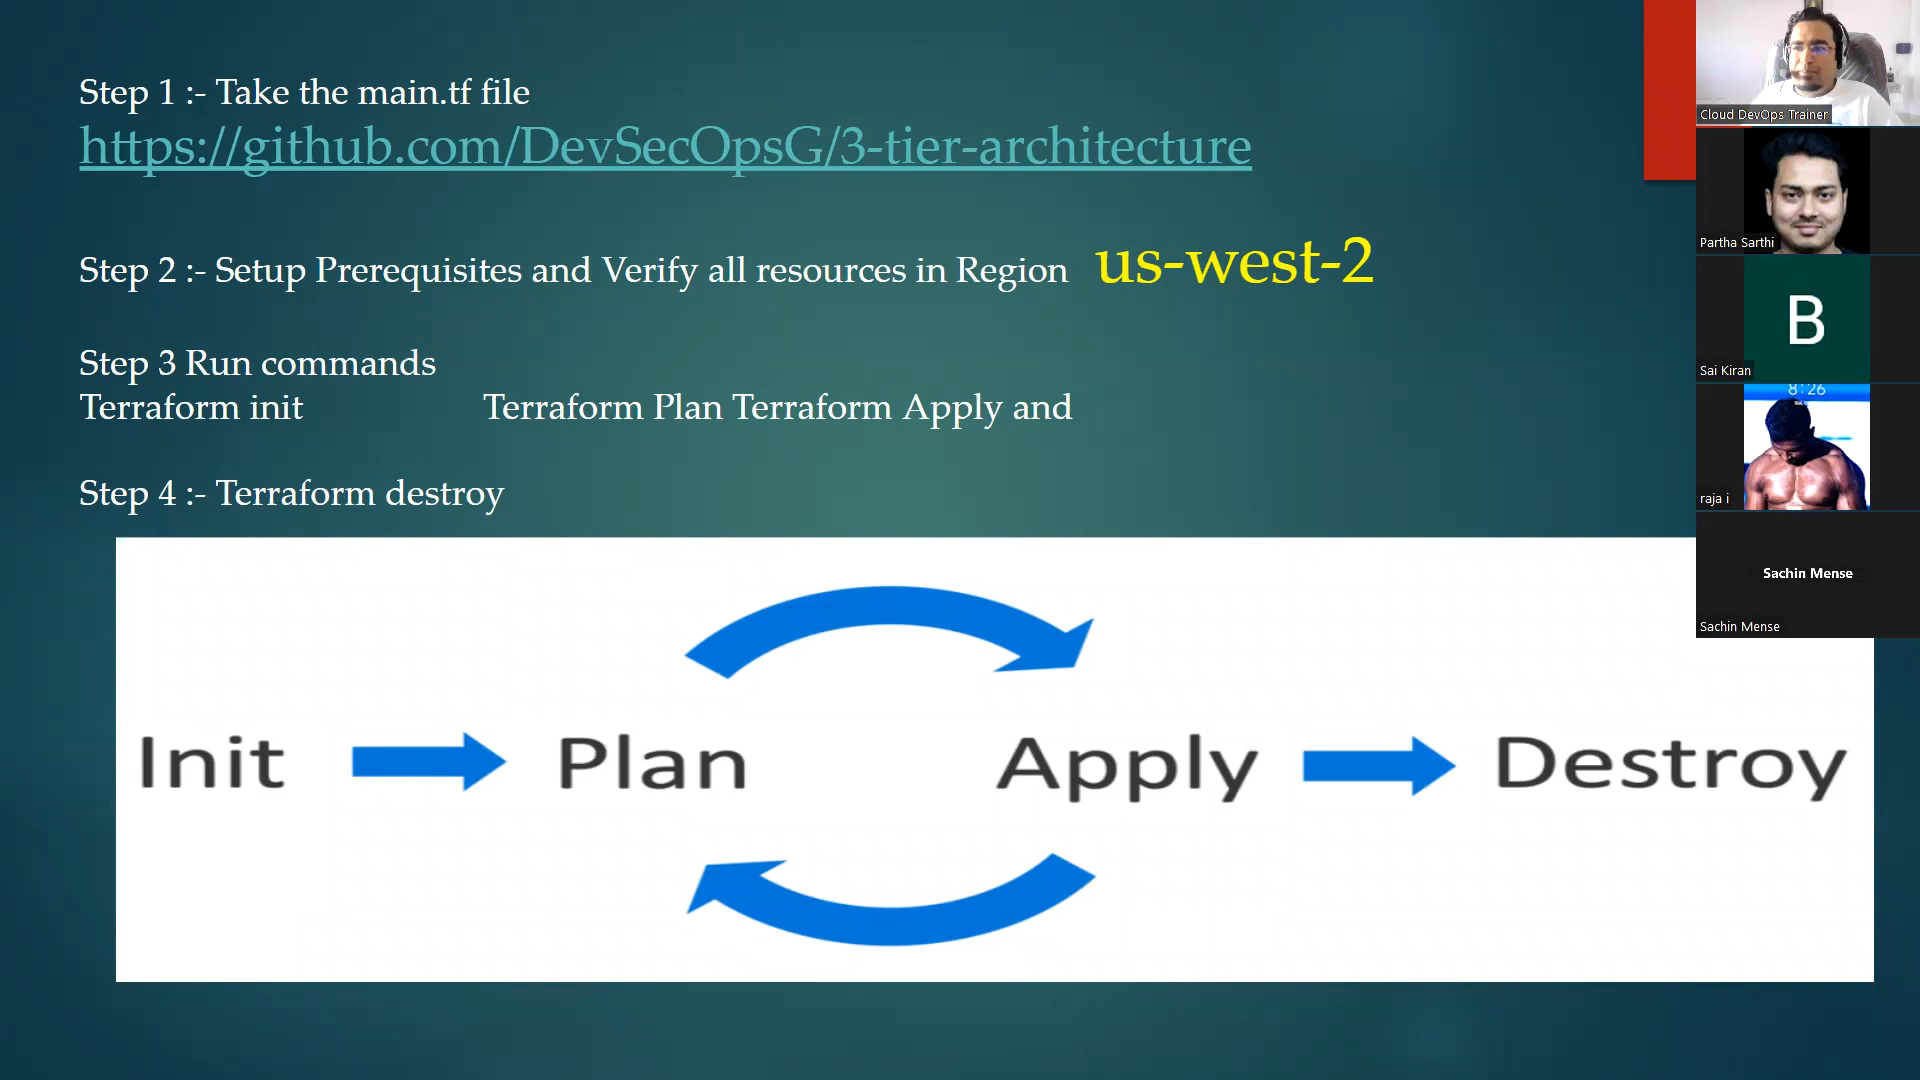 Step 1 :- Take the main.tf file
https://github.com/DevSecOpsG/3-tier-architecture
Step 2 :- Setup Prerequisites and Verify all resources in Region us-west-2
Step 3 Run commands
Terraform init Terraform Plan Terraform Apply and
Step 4 :- Terraform destroy
Init Plan Apply Destroy
Cloud DevOps Trainer
Partha Sarthi
B
Sai Kiran
8:26
raja i
Sachin Mense
Sachin Mense